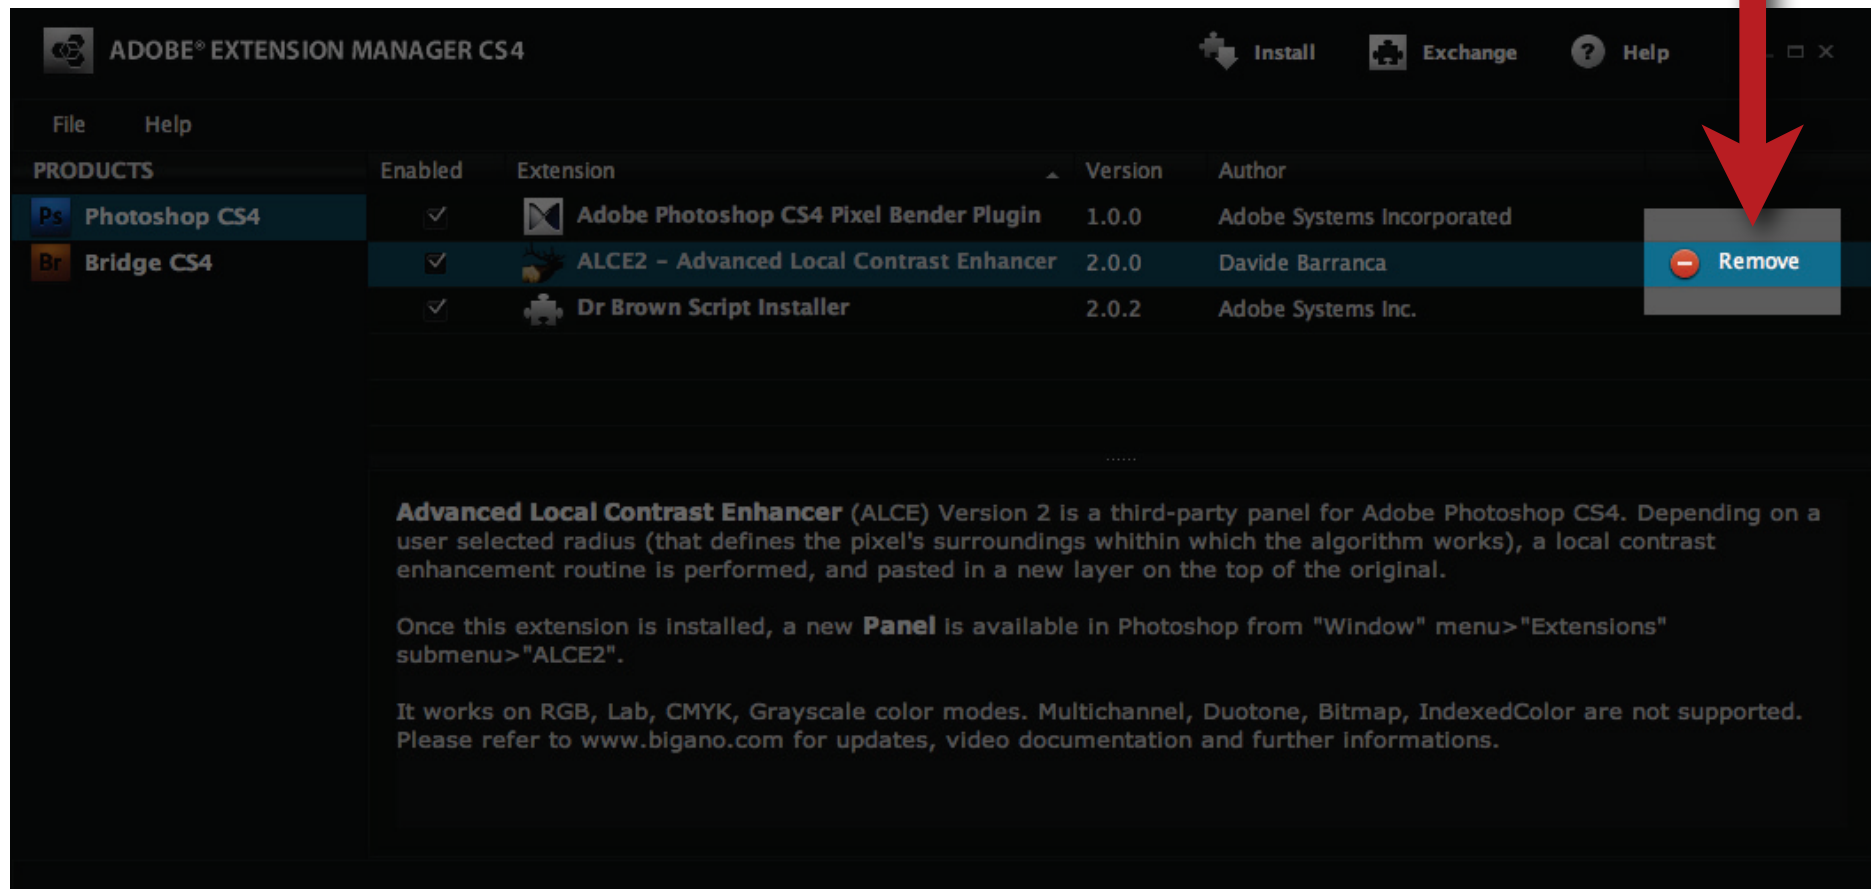 ADOBE® EXTENSION MANAGER CS4
Install
Exchange
? Help
File Help
PRODUCTS
Enabled Extension Version Author
Ps Photoshop CS4
Adobe Photoshop CS4 Pixel Bender Plugin 1.0.0 Adobe Systems Incorporated
Br Bridge CS4
ALCE2 – Advanced Local Contrast Enhancer 2.0.0 Davide Barranca Remove
Dr Brown Script Installer 2.0.2 Adobe Systems Inc.
Advanced Local Contrast Enhancer (ALCE) Version 2 is a third-party panel for Adobe Photoshop CS4. Depending on a
user selected radius (that defines the pixel's surroundings whithin which the algorithm works), a local contrast
enhancement routine is performed, and pasted in a new layer on the top of the original.
Once this extension is installed, a new Panel is available in Photoshop from "Window" menu>"Extensions"
submenu>"ALCE2".
It works on RGB, Lab, CMYK, Grayscale color modes. Multichannel, Duotone, Bitmap, IndexedColor are not supported.
Please refer to www.bigano.com for updates, video documentation and further informations.